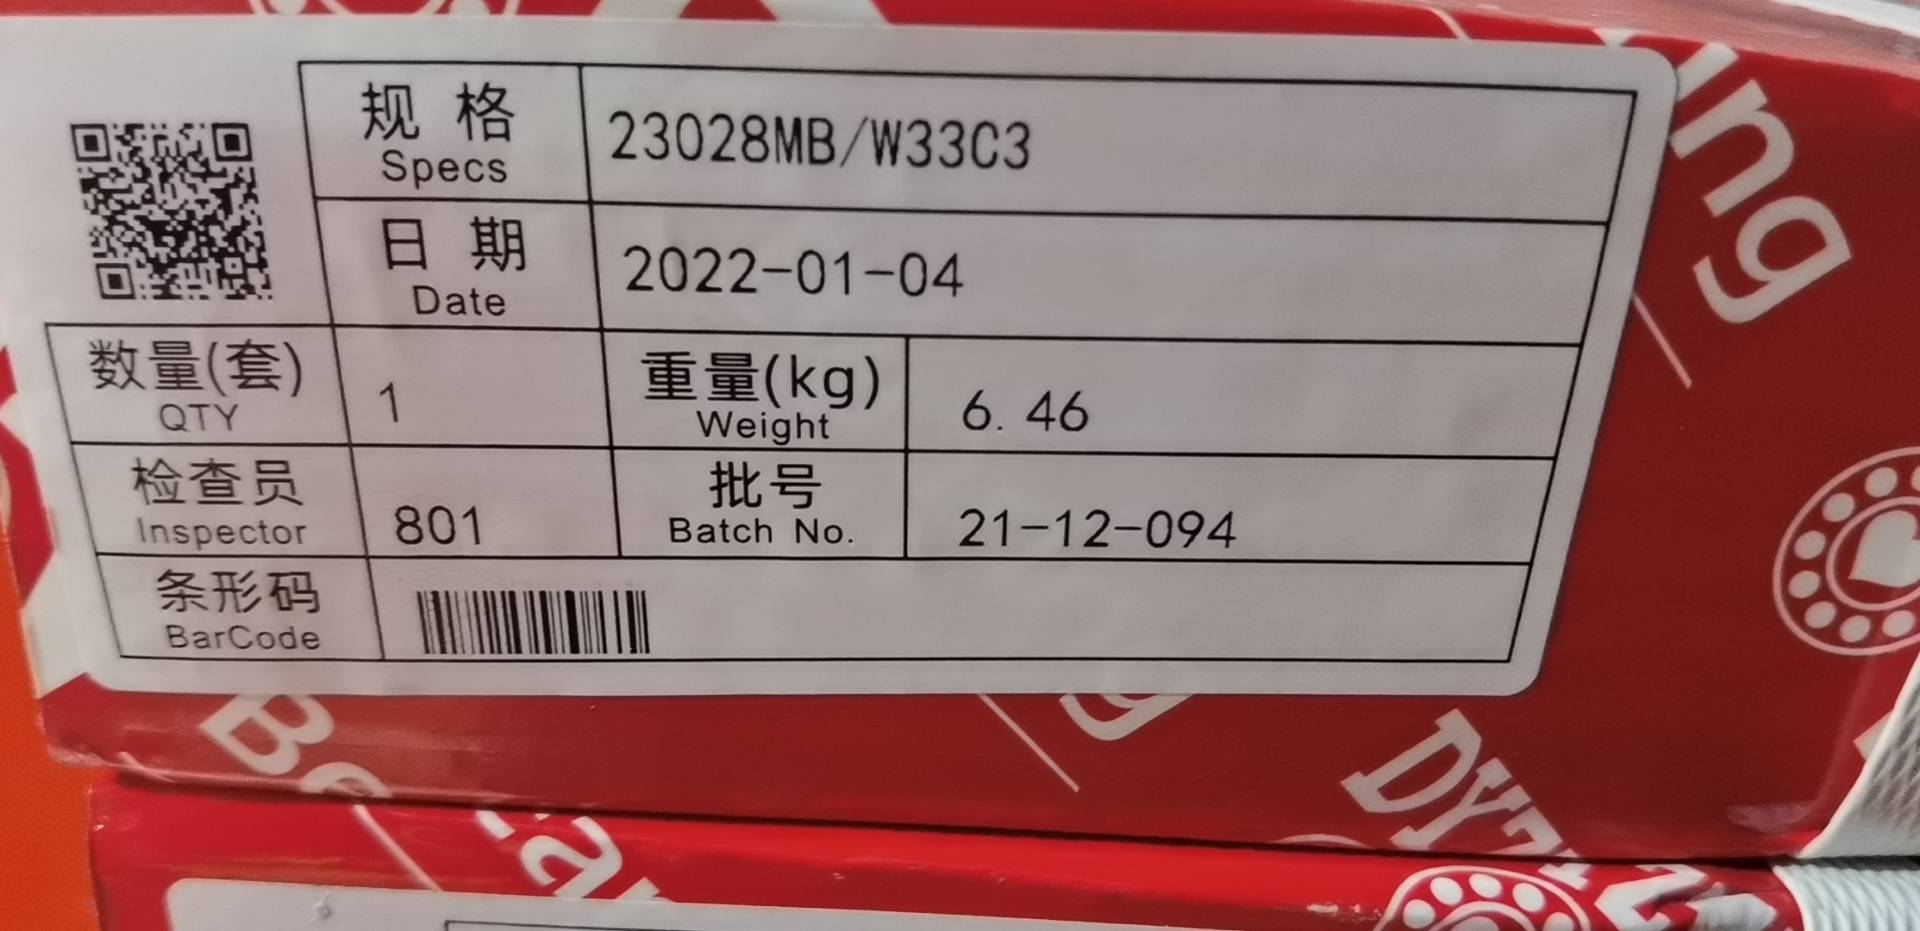 规 格
Specs
23028MB/W33C3
日 期
Date
2022-01-04
数量(套)
QTY
1
重量(kg)
Weight
6.46
检查员
Inspector
801
批号
Batch No.
21-12-094
条形码
BarCode